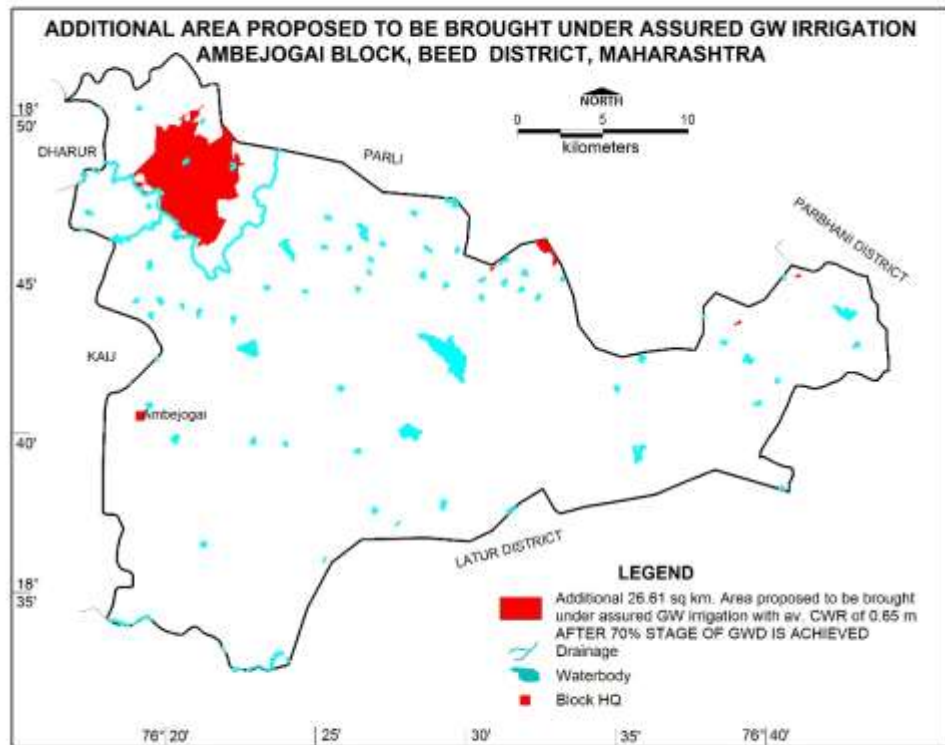 ADDITIONAL AREA PROPOSED TO BE BROUGHT UNDER ASSURED GW IRRIGATION
AMBEJOGAI BLOCK, BEED DISTRICT, MAHARASHTRA
NORTH
0 5 10
kilometers
18°
50'
DHARUR
PARLI
PARBHANI DISTRICT
45'
KAIJ
Ambejogai
40'
LATUR DISTRICT
18°
35'
LEGEND
Additional 26.61 sq km. Area proposed to be brought
under assured GW irrigation with av. CWR of 0.65 m
AFTER 70% STAGE OF GWD IS ACHIEVED
Drainage
Waterbody
Block HQ
76° 20' 25' 30' 35' 76° 40'